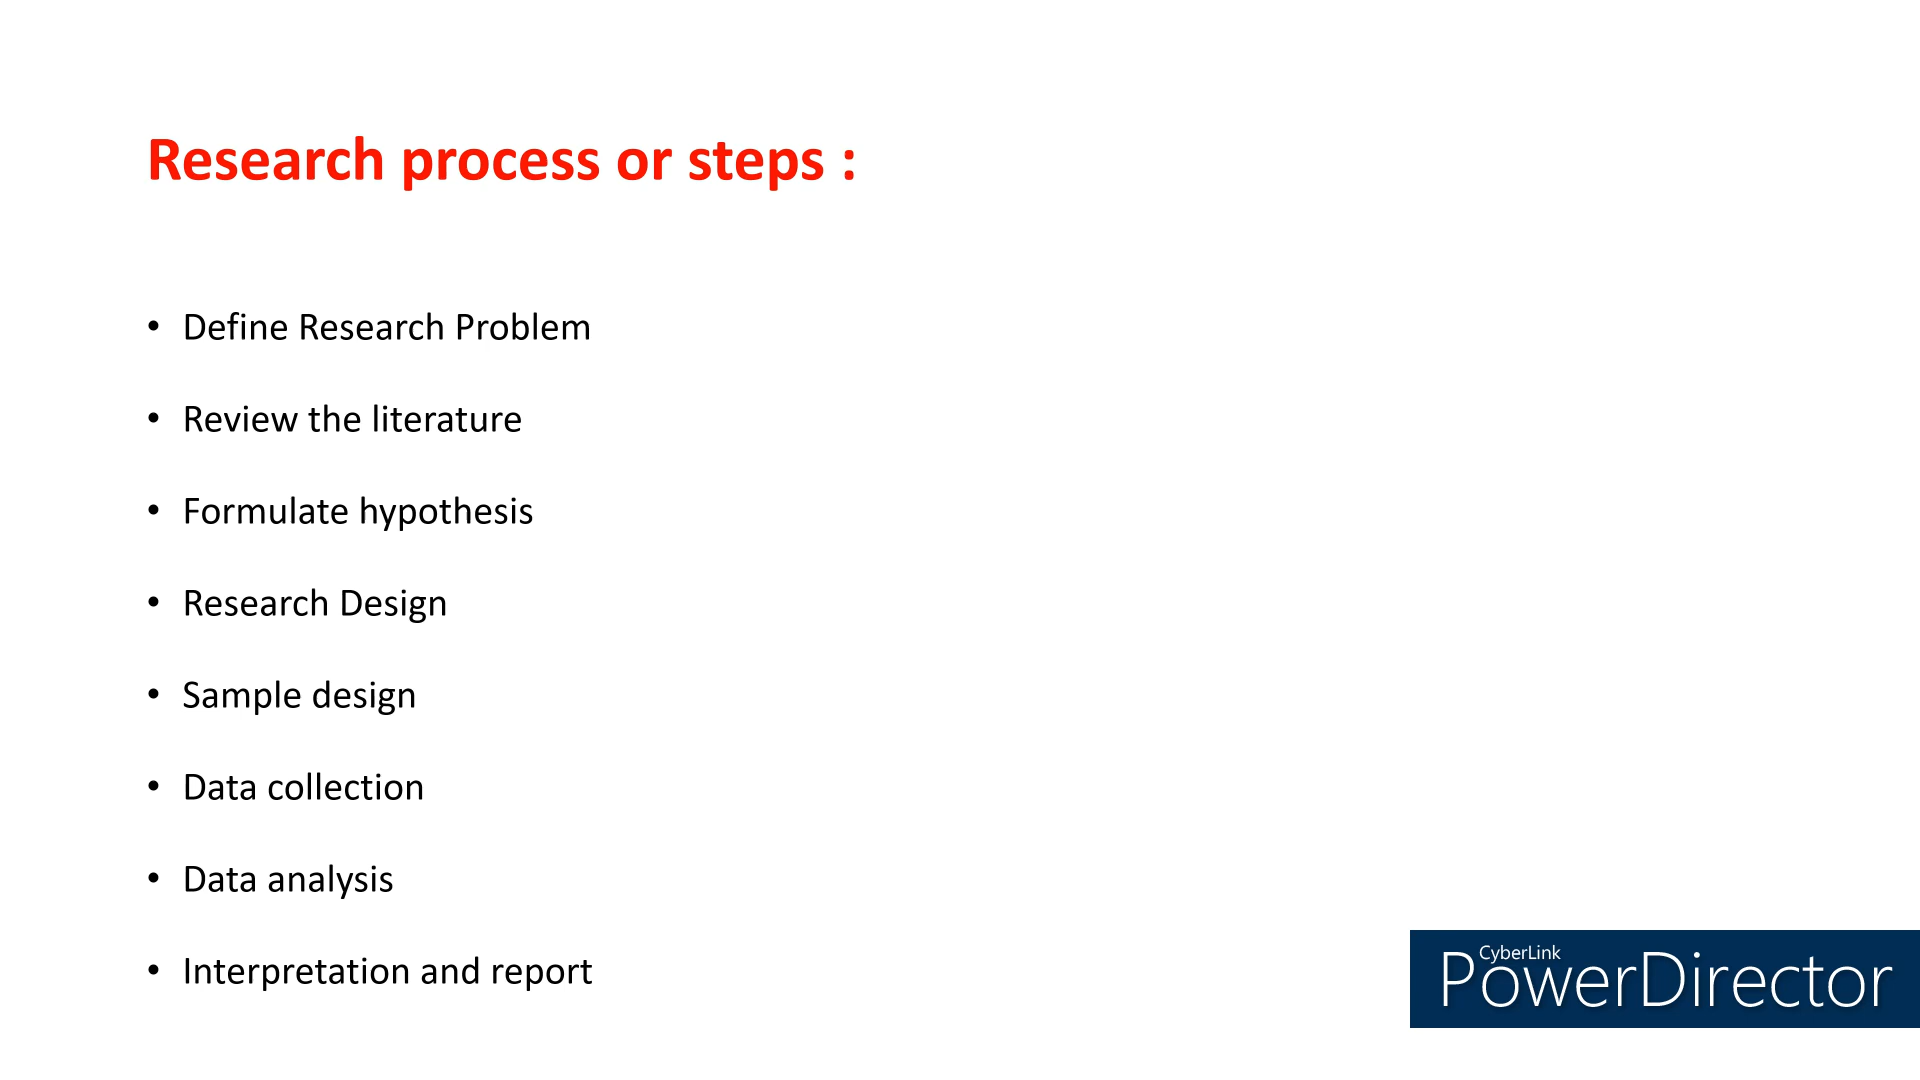 Research process or steps :
• Define Research Problem
• Review the literature
• Formulate hypothesis
• Research Design
• Sample design
• Data collection
• Data analysis
• Interpretation and report
CyberLink
PowerDirector